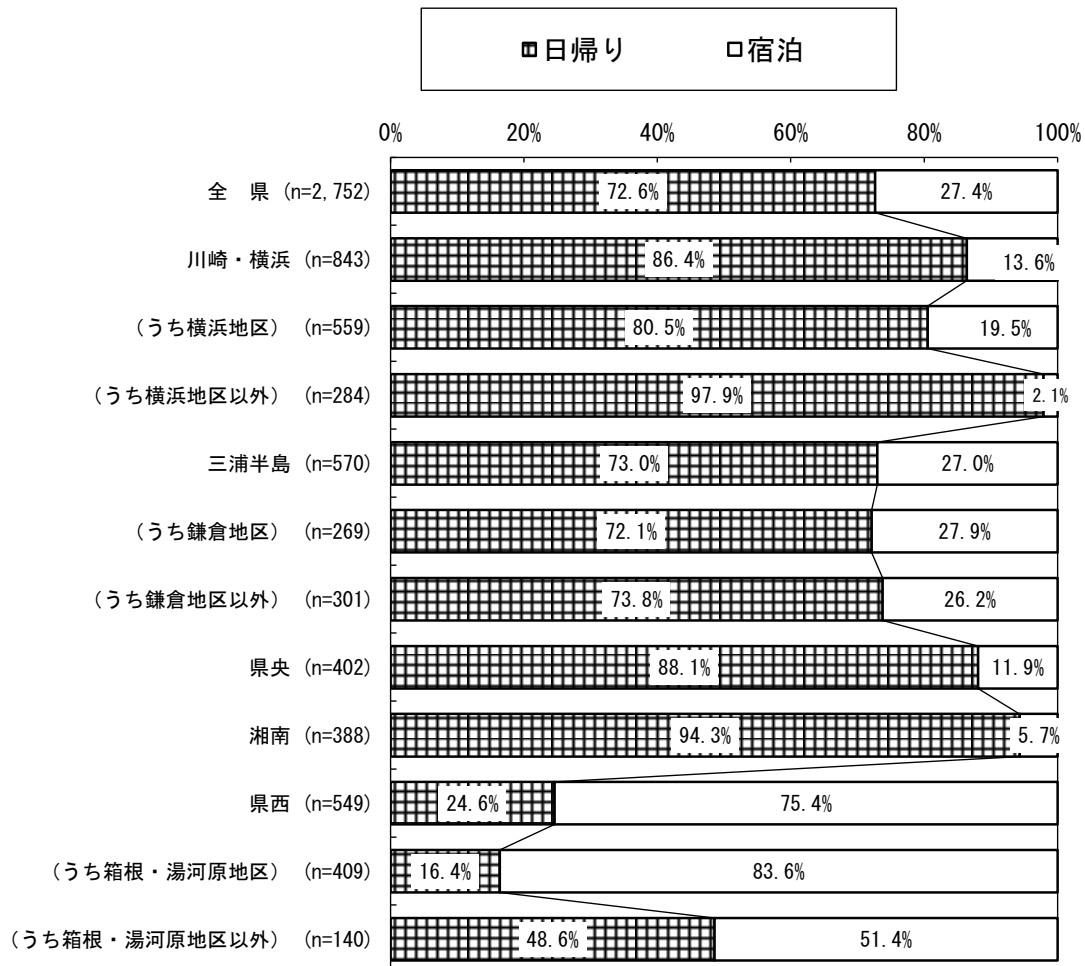 日帰り 宿泊
0% 20% 40% 60% 80% 100%
全 県 (n=2,752) 72.6% 27.4%
川崎・横浜 (n=843) 86.4% 13.6%
(うち横浜地区) (n=559) 80.5% 19.5%
(うち横浜地区以外) (n=284) 97.9% 2.1%
三浦半島 (n=570) 73.0% 27.0%
(うち鎌倉地区) (n=269) 72.1% 27.9%
(うち鎌倉地区以外) (n=301) 73.8% 26.2%
県央 (n=402) 88.1% 11.9%
湘南 (n=388) 94.3% 5.7%
県西 (n=549) 24.6% 75.4%
(うち箱根・湯河原地区) (n=409) 16.4% 83.6%
(うち箱根・湯河原地区以外) (n=140) 48.6% 51.4%